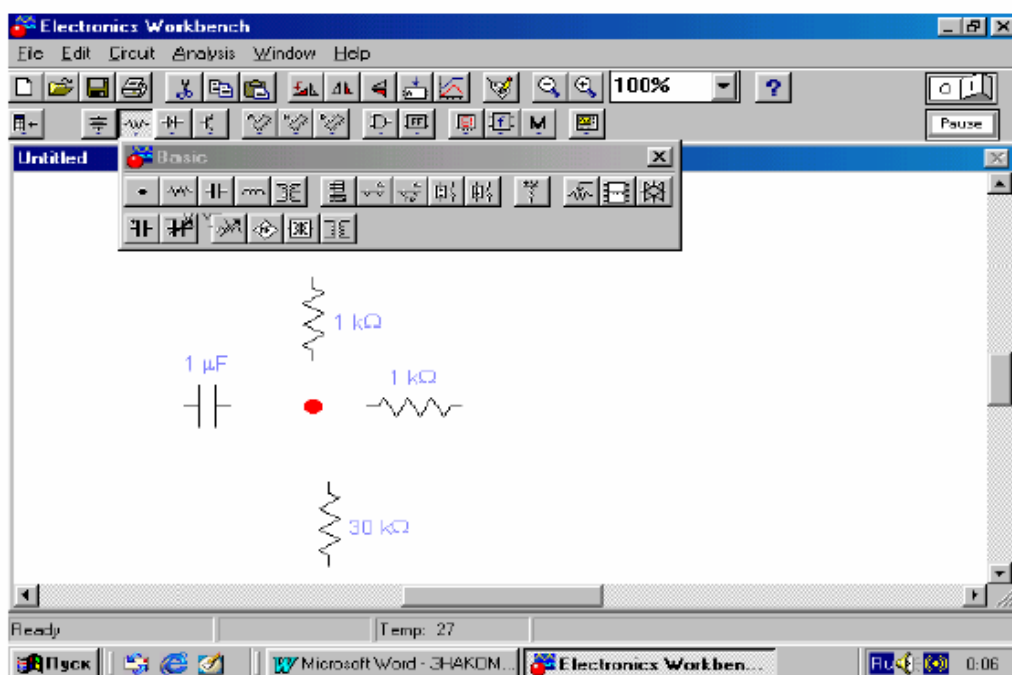 Electronics Workbench
File Edit Circuit Analysis Window Help
100%
?
Pause
Untitled
Basic
1 kΩ
1 µF
1 kΩ
30 kΩ
Ready
Temp: 27
Пуск
Microsoft Word - ЗНАКОМ...
Electronics Workben...
Ru
0:06